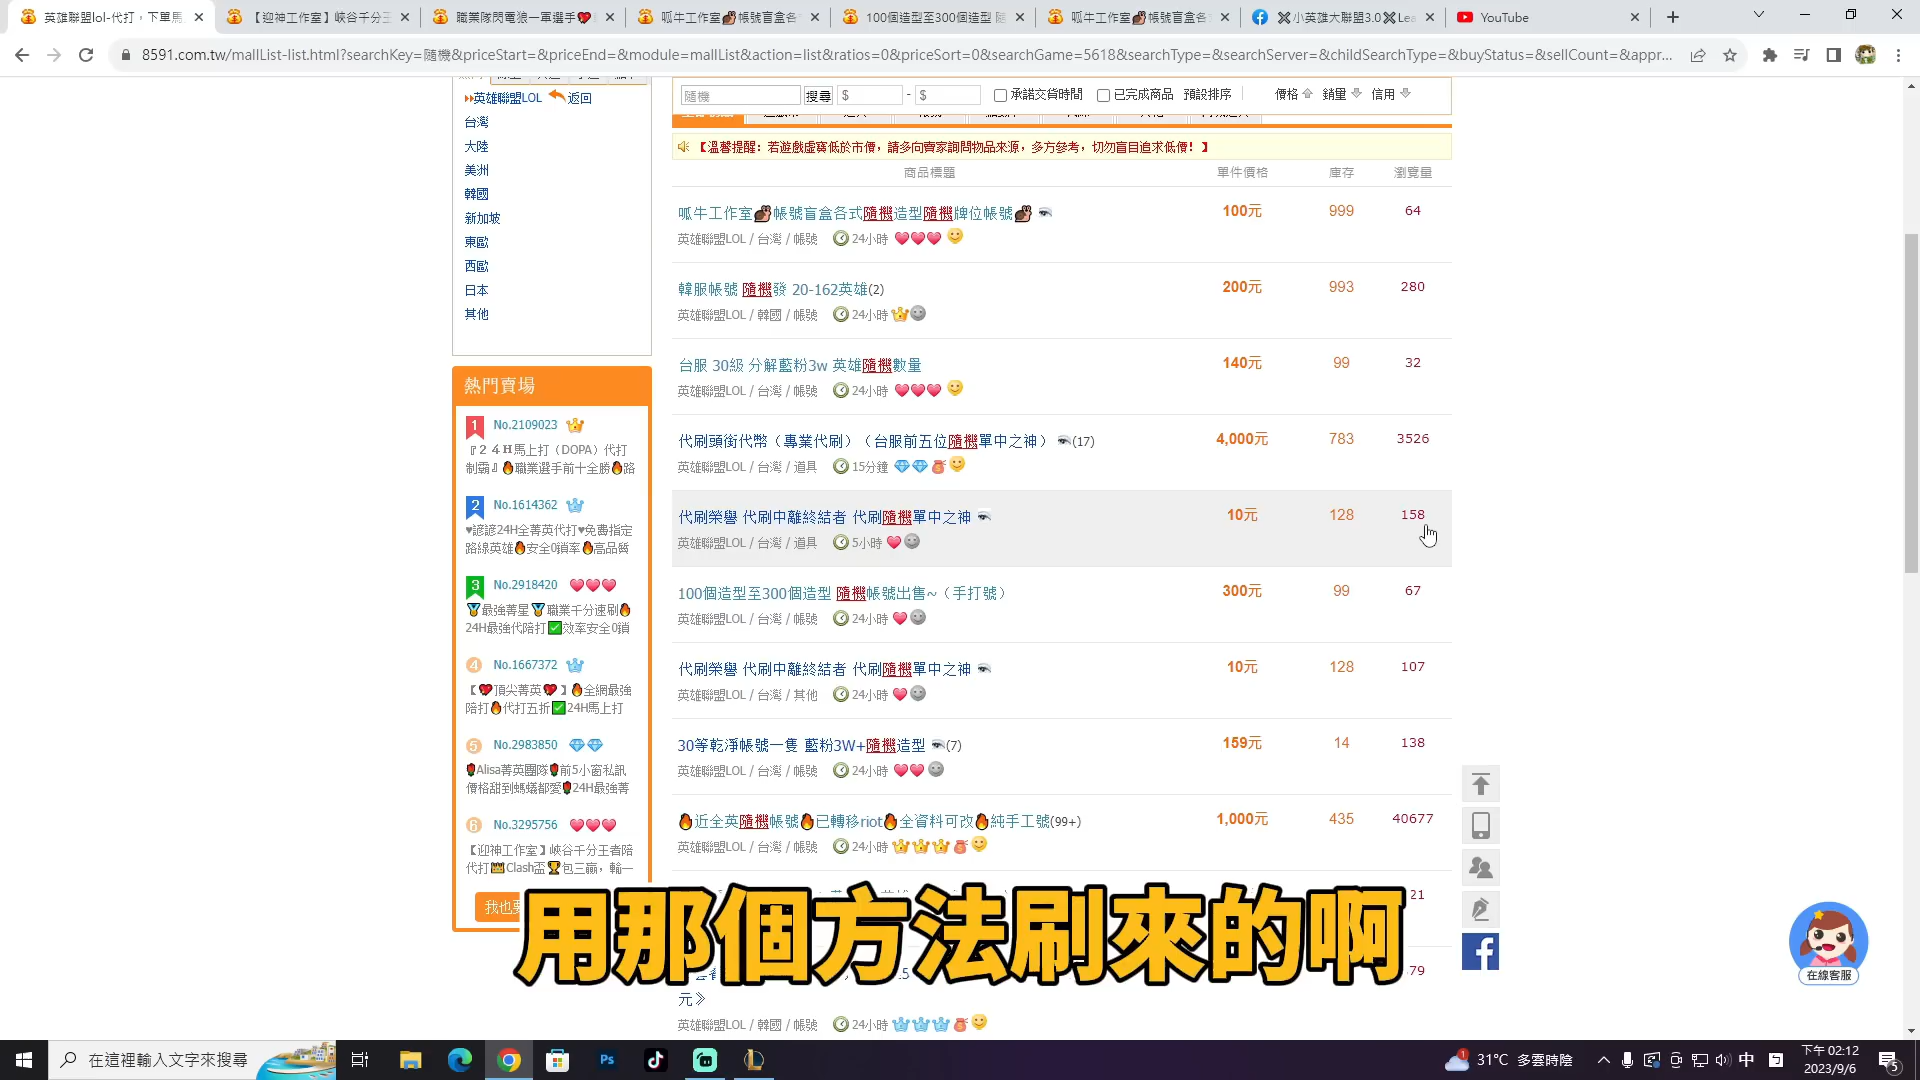 英雄聯盟lol-代打，下單馬
【迎神工作室】峽谷千分王
職業隊閃電狼一軍選手
呱牛工作室 帳號盲盒各
100個造型至300個造型 隨
呱牛工作室 帳號盲盒各
小英雄大聯盟3.0 Lea
YouTube
8591.com.tw/mallList-list.html?searchKey=隨機&priceStart=&priceEnd=&module=mallList&action=list&ratios=0&priceSort=0&searchGame=5618&searchType=&searchServer=&childSearchType=&buyStatus=&sellCount=&appr...
英雄聯盟LOL 返回
台灣
大陸
美洲
韓國
新加坡
東歐
西歐
日本
其他
隨機 搜尋 $ - $ 承諾交貨時間 已完成商品 預設排序 價格 銷量 信用
【溫馨提醒：若遊戲虛寶低於市價，請多向賣家詢問物品來源，多方參考，切勿盲目追求低價！】
商品標題 單件價格 庫存 瀏覽量
呱牛工作室 帳號盲盒各式隨機造型隨機牌位帳號 100元 999 64
英雄聯盟LOL / 台灣 / 帳號 24小時
韓服帳號 隨機發 20-162英雄(2) 200元 993 280
英雄聯盟LOL / 韓國 / 帳號 24小時
台服 30級 分解藍粉3w 英雄隨機數量 140元 99 32
英雄聯盟LOL / 台灣 / 帳號 24小時
代刷頭銜代幣（專業代刷）（台服前五位隨機單中之神） (17) 4,000元 783 3526
英雄聯盟LOL / 台灣 / 道具 15分鐘
代刷榮譽 代刷中離終結者 代刷隨機單中之神 10元 128 158
英雄聯盟LOL / 台灣 / 道具 5小時
100個造型至300個造型 隨機帳號出售~（手打號） 300元 99 67
英雄聯盟LOL / 台灣 / 帳號 24小時
代刷榮譽 代刷中離終結者 代刷隨機單中之神 10元 128 107
英雄聯盟LOL / 台灣 / 其他 24小時
30等乾淨帳號一隻 藍粉3W+隨機造型 (7) 159元 14 138
英雄聯盟LOL / 台灣 / 帳號 24小時
近全英隨機帳號 已轉移riot 全資料可改 純手工號(99+) 1,000元 435 40677
英雄聯盟LOL / 台灣 / 帳號 24小時
元》
英雄聯盟LOL / 韓國 / 帳號 24小時
熱門賣場
1 No.2109023
『24H馬上打（DOPA）代打
制霸』 職業選手前十全勝 路
2 No.1614362
♥諺諺24H全菁英代打♥免費指定
路線英雄 安全0鎖率 高品質
3 No.2918420
最強菁星 職業千分速刷
24H最強代陪打 效率安全0鎖
4 No.1667372
【 頂尖菁英 】 全網最強
陪打 代打五折 24H馬上打
5 No.2983850
Alisa菁英團隊 前5小窗私訊
價格甜到螞蟻都愛 24H最強菁
6 No.3295756
【迎神工作室】峽谷千分王者陪
代打 Clash盃 包三贏，輸一
我也要
用那個方法刷來的啊
在線客服
在這裡輸入文字來搜尋
Ps
1
31°C 多雲時陰
中
下午 02:12
2023/9/6
5